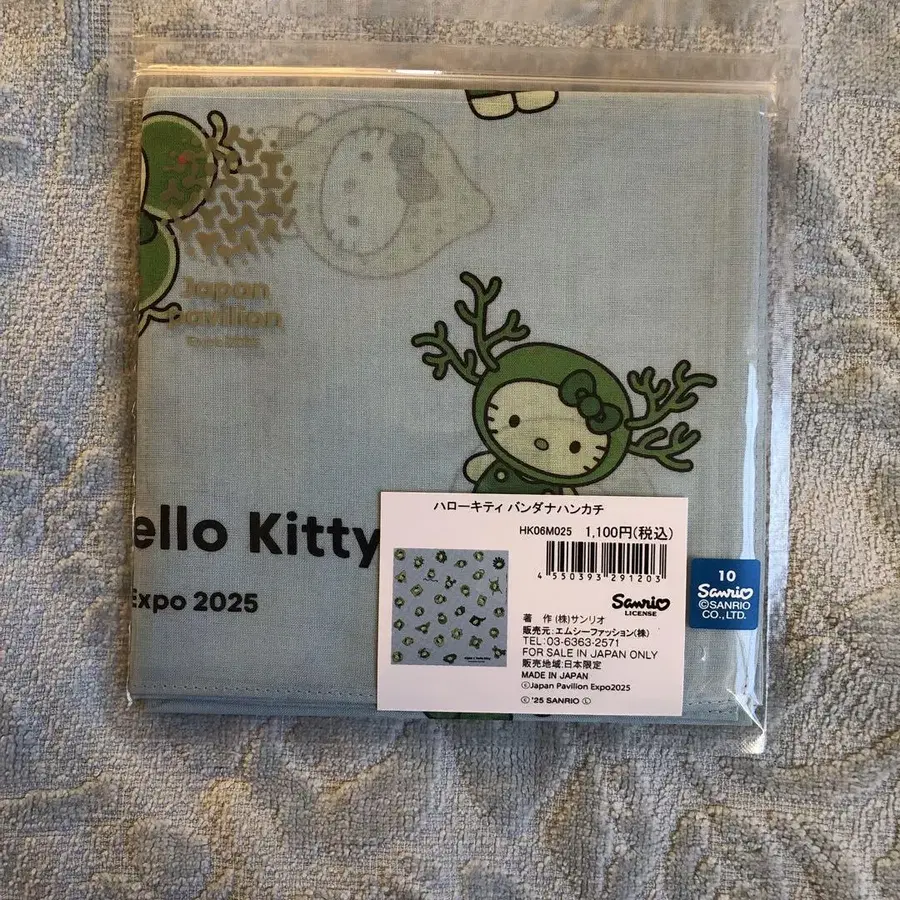 Japan
pavilion
Expo2025
ello Kitty
Expo 2025
ハローキティ バンダナハンカチ
HK06M025 1,100円(税込)
4 550393 291203
Sanrio
LICENSE
著 作 (株)サンリオ
販売元:エムシーファッション(株)
TEL:03-6363-2571
FOR SALE IN JAPAN ONLY
販売地域:日本限定
MADE IN JAPAN
©Japan Pavilion Expo2025
© '25 SANRIO Ⓛ
10
Sanrio
©SANRIO
CO., LTD.